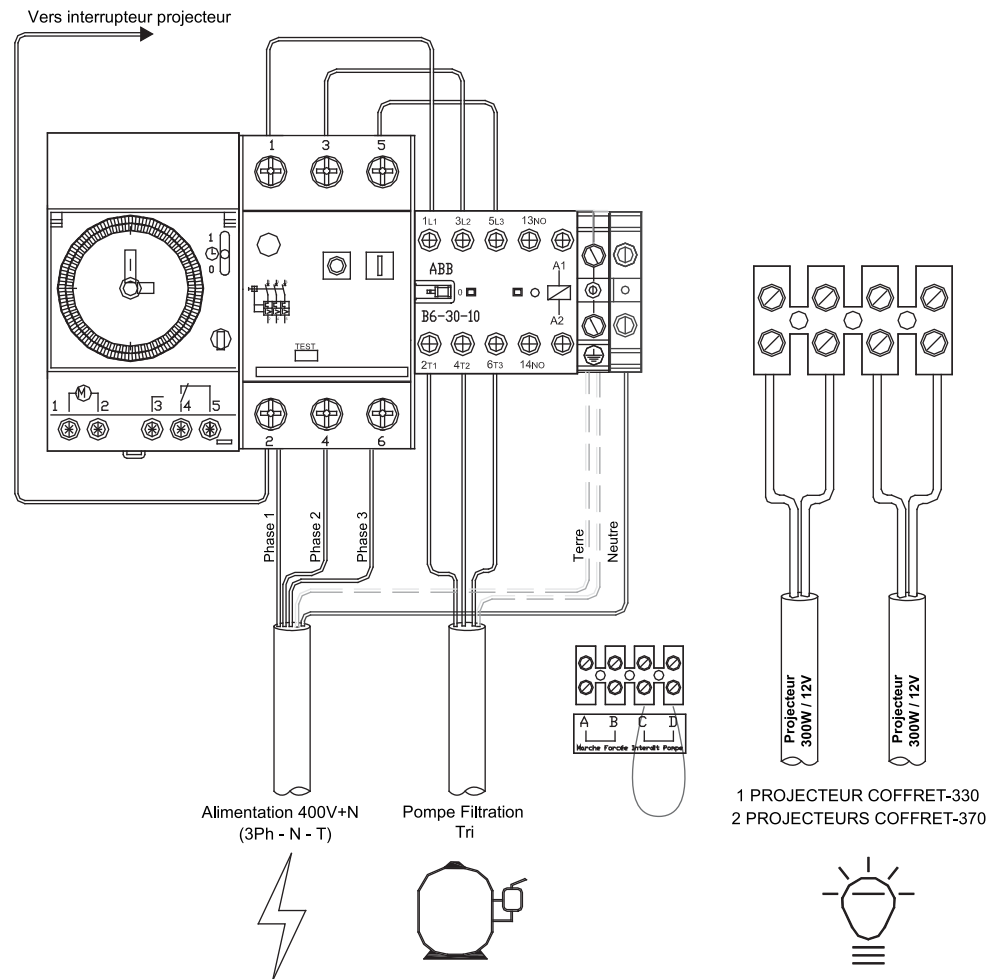 Vers interrupteur projecteur
1 3 5
1L1 3L2 5L3 13NO
A1
1
0
ABB
0
B6-30-10
A2
TEST
2T1 4T2 6T3 14NO
M
1 2 3 4 5
2 4 6
Phase 1
Phase 2
Phase 3
Terre
Neutre
A B C D
Marche Forcée Interdit Pompe
Projecteur
300W / 12V
Projecteur
300W / 12V
Alimentation 400V+N
(3Ph - N - T)
Pompe Filtration
Tri
1 PROJECTEUR COFFRET-330
2 PROJECTEURS COFFRET-370